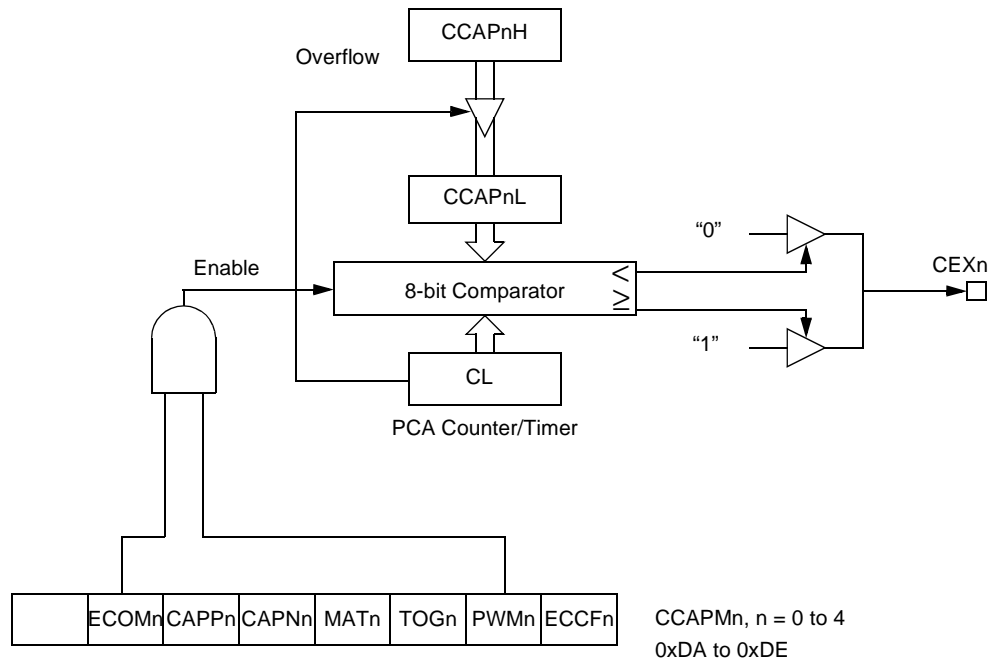 CCAPnH
Overflow
CCAPnL
“0”
Enable
<
8-bit Comparator
≥
CEXn
“1”
CL
PCA Counter/Timer
ECOMn CAPPn CAPNn MATn TOGn PWMn ECCFn
CCAPMn, n = 0 to 4
0xDA to 0xDE